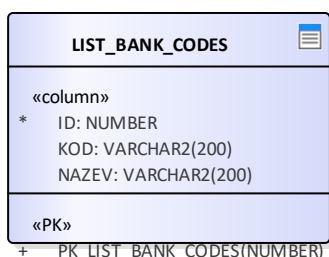 LIST_BANK_CODES
«column»
* ID: NUMBER
KOD: VARCHAR2(200)
NAZEV: VARCHAR2(200)
«PK»
+ PK_LIST_BANK_CODES(NUMBER)